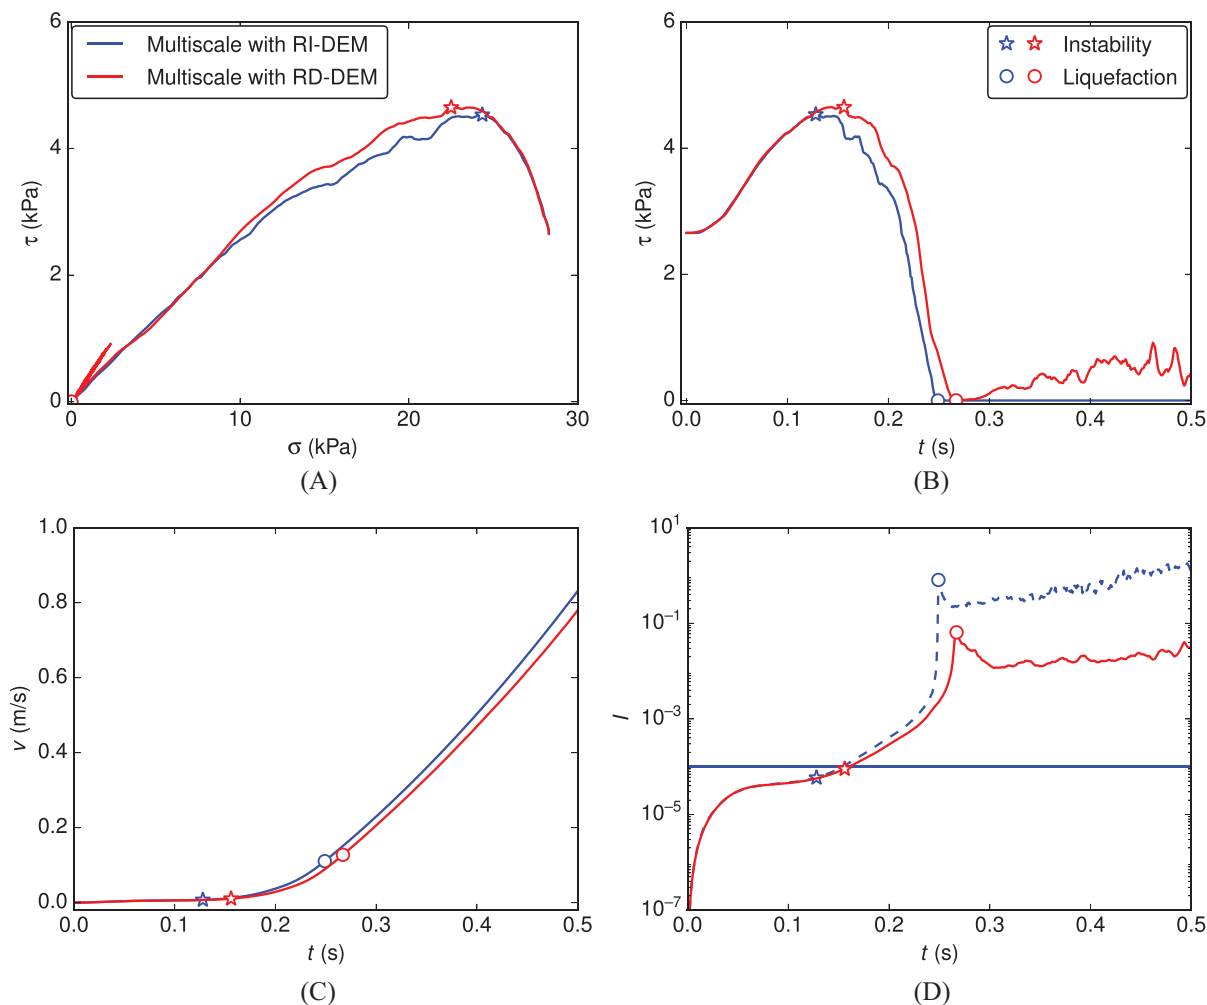 6
4
2
0
τ (kPa)
Multiscale with RI-DEM
Multiscale with RD-DEM
0
10
20
30
σ (kPa)
(A)
6
4
2
0
τ (kPa)
Instability
Liquefaction
0.0
0.1
0.2
0.3
0.4
0.5
t (s)
(B)
1.0
0.8
0.6
0.4
0.2
0.0
v (m/s)
0.0
0.1
0.2
0.3
0.4
0.5
t (s)
(C)
10¹
10⁻¹
10⁻³
10⁻⁵
10⁻⁷
I
0.0
0.1
0.2
0.3
0.4
0.5
t (s)
(D)